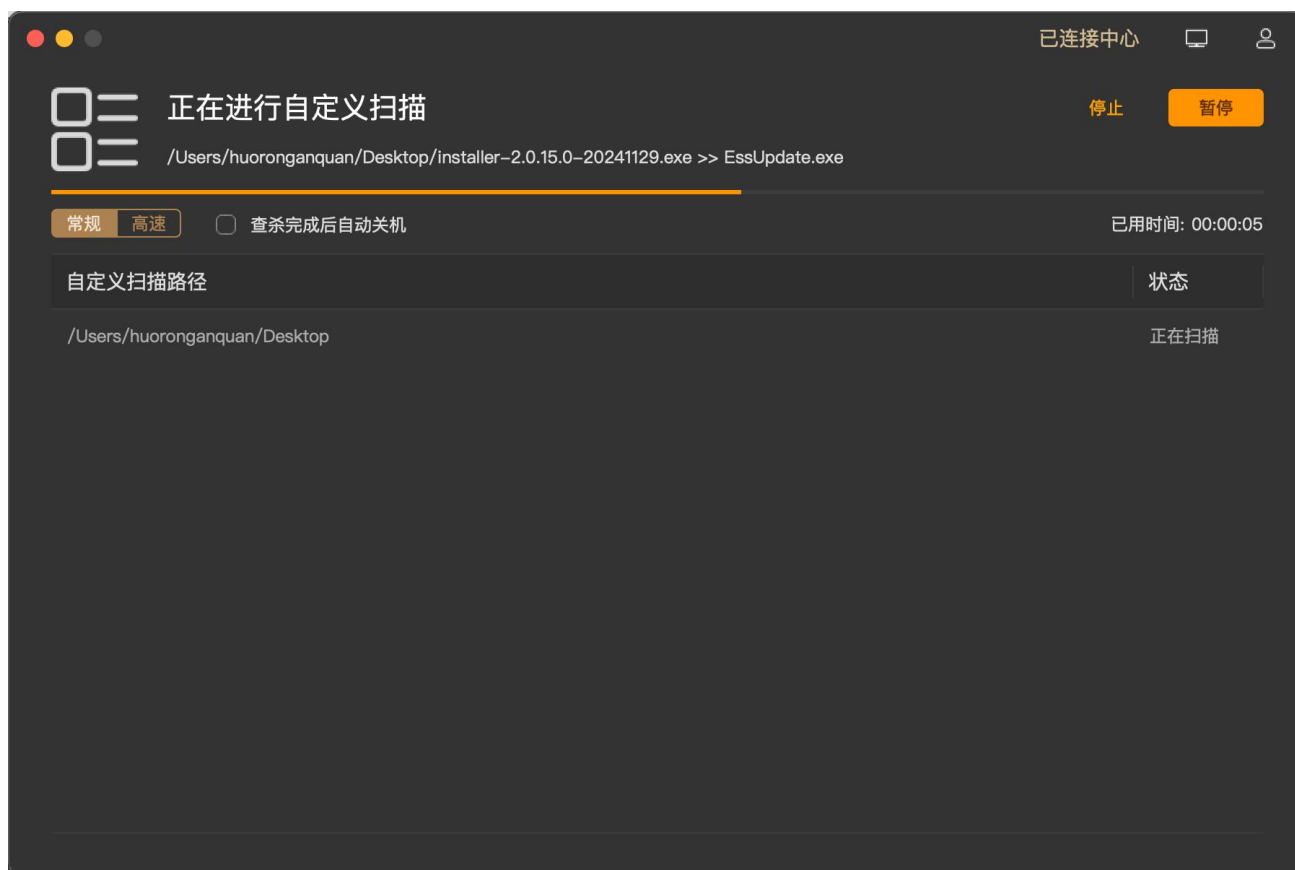 已连接中心
正在进行自定义扫描
停止
暂停
/Users/huoronganquan/Desktop/installer-2.0.15.0-20241129.exe >> EssUpdate.exe
常规
高速
查杀完成后自动关机
已用时间: 00:00:05
自定义扫描路径
状态
/Users/huoronganquan/Desktop
正在扫描